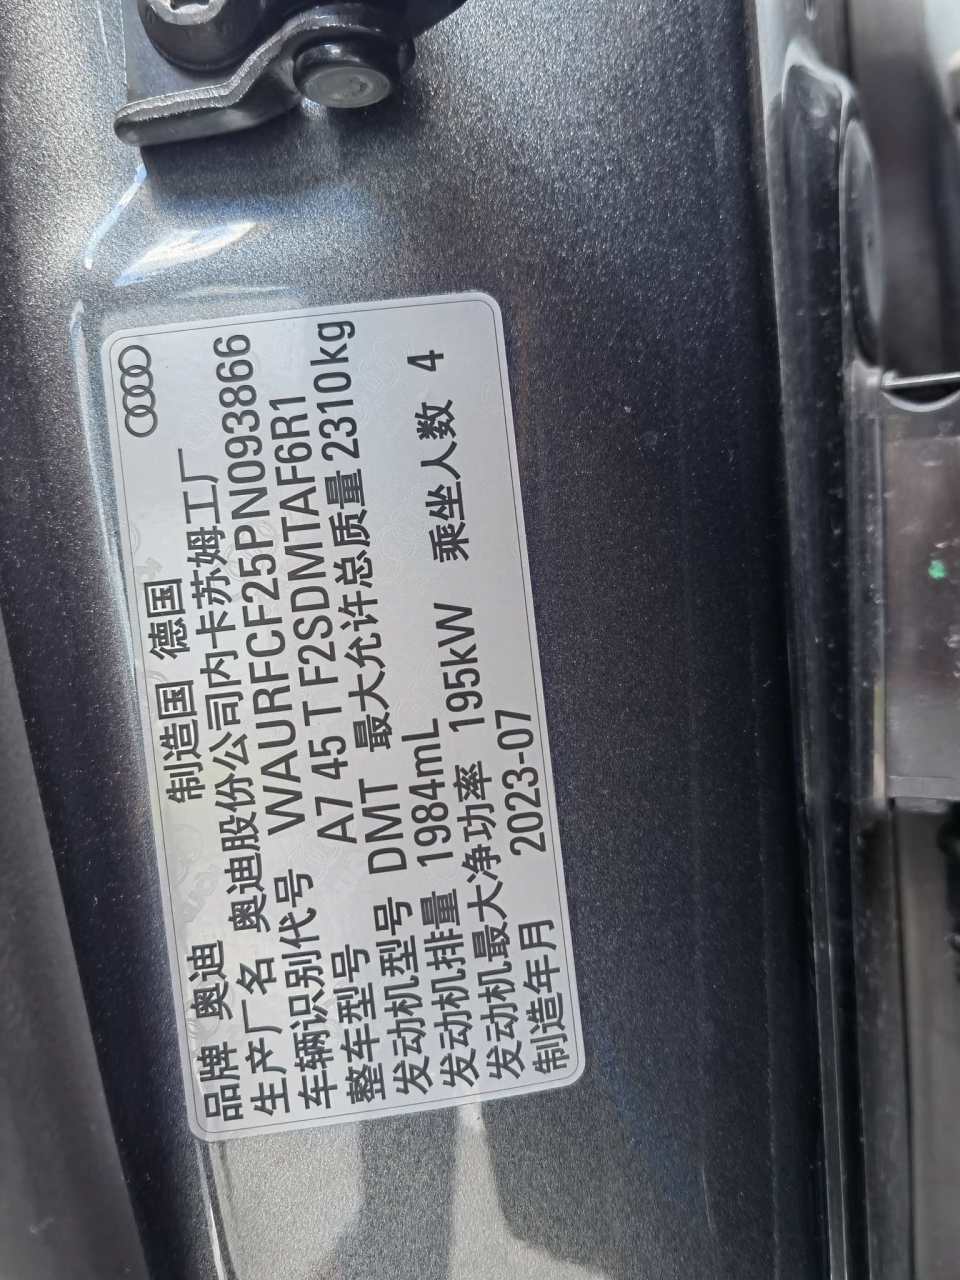 品牌 奥迪 制造国 德国
生产厂名 奥迪股份公司内卡苏姆工厂
车辆识别代号 WAURFCF25PN093866
整车型号 A7 45 T F2SDMTAF6R1
发动机型号 DMT 最大允许总质量 2310kg
发动机排量 1984mL
发动机最大净功率 195kW 乘坐人数 4
制造年月 2023-07